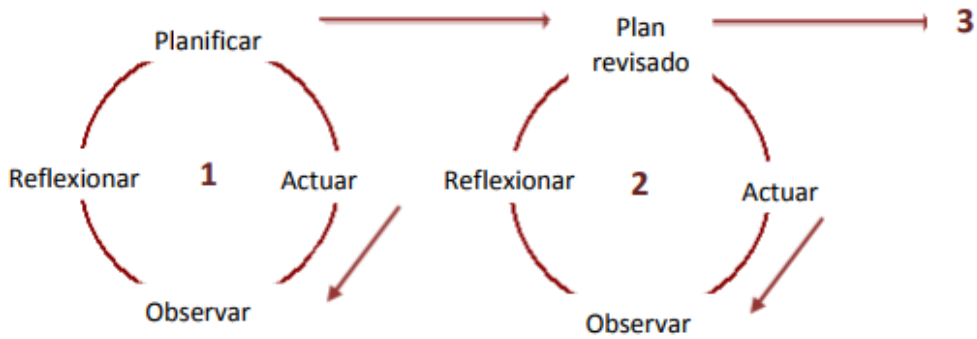 3
Planificar
Plan
revisado
Reflexionar
1
Actuar
Reflexionar
2
Actuar
Observar
Observar